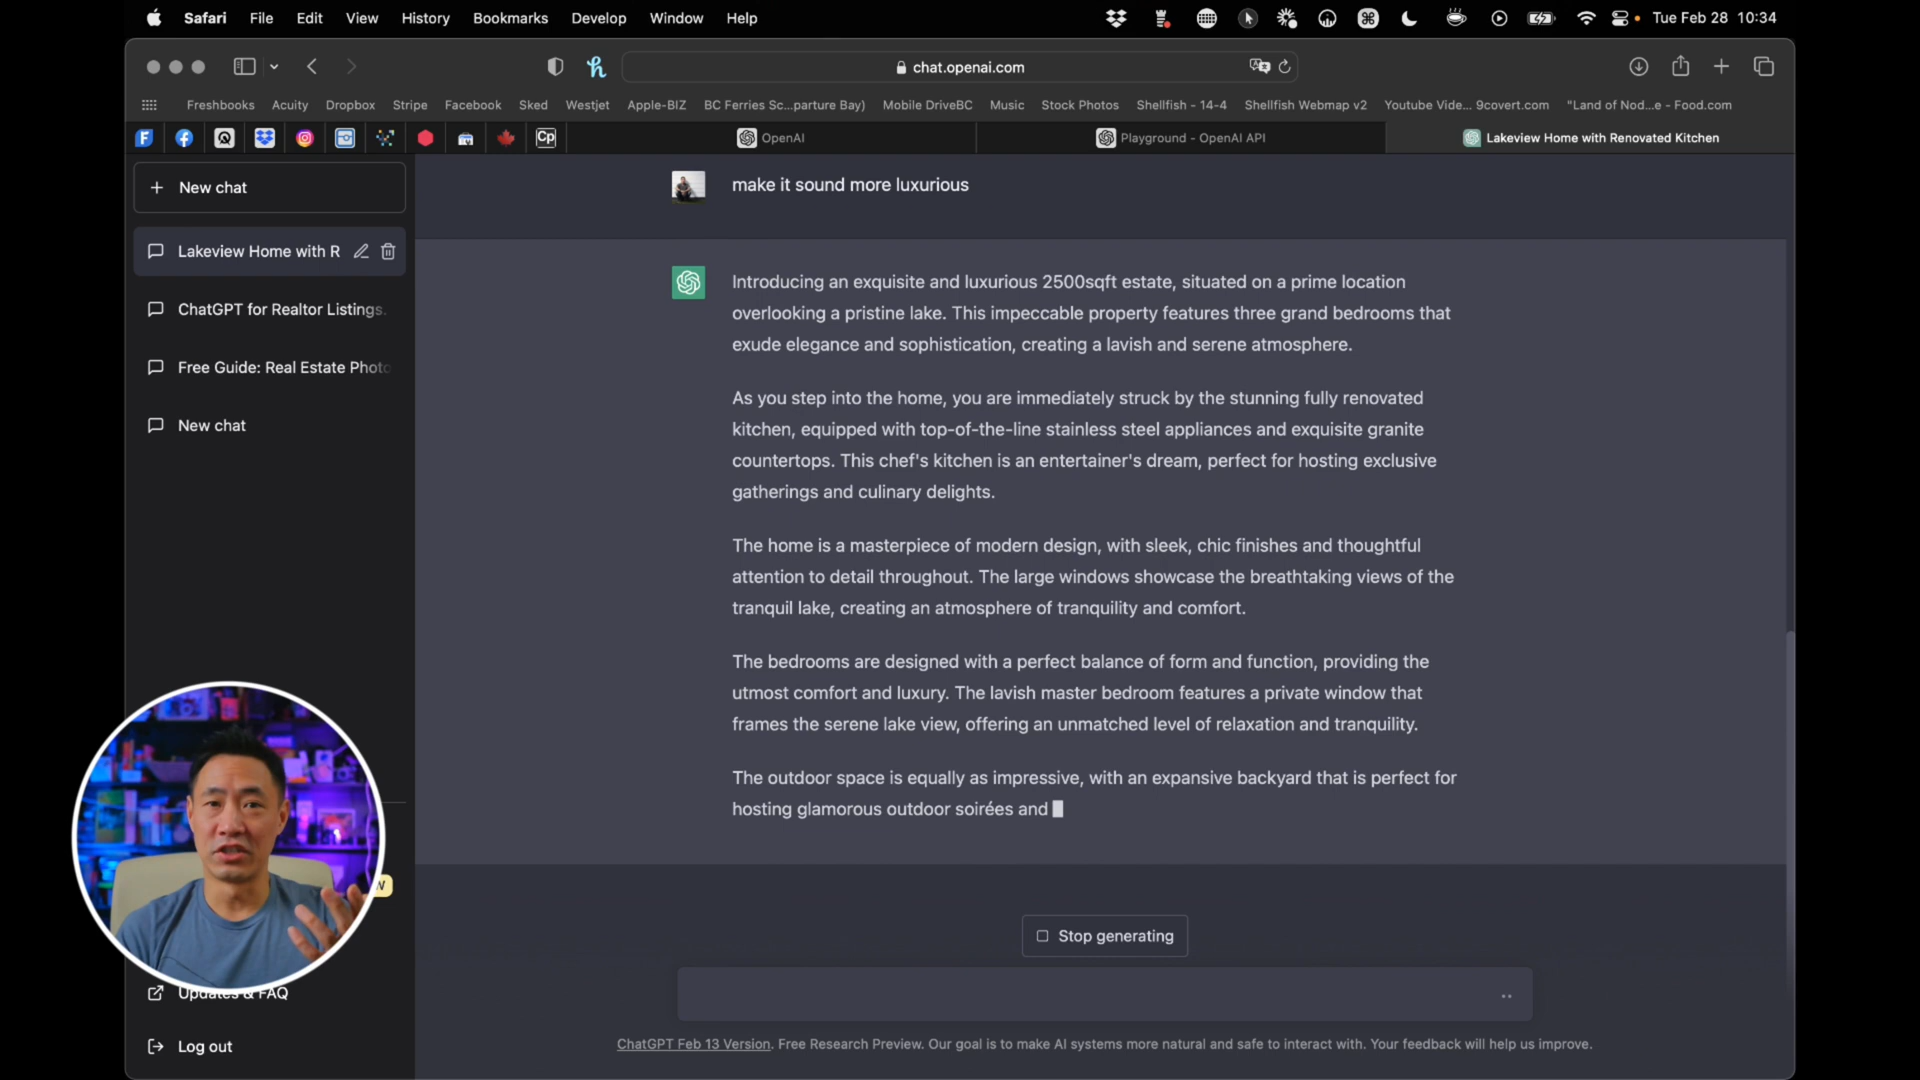 Safari File Edit View History Bookmarks Develop Window Help
Tue Feb 28 10:34
chat.openai.com
Freshbooks Acuity Dropbox Stripe Facebook Sked Westjet Apple-BIZ BC Ferries Sc...parture Bay) Mobile DriveBC Music Stock Photos Shellfish - 14-4 Shellfish Webmap v2 Youtube Vide... 9covert.com "Land of Nod...e - Food.com
Cp
OpenAI
Playground - OpenAI API
Lakeview Home with Renovated Kitchen
New chat
Lakeview Home with R
ChatGPT for Realtor Listings.
Free Guide: Real Estate Photo
New chat
Updates & FAQ
Log out
make it sound more luxurious
Introducing an exquisite and luxurious 2500sqft estate, situated on a prime location
overlooking a pristine lake. This impeccable property features three grand bedrooms that
exude elegance and sophistication, creating a lavish and serene atmosphere.
As you step into the home, you are immediately struck by the stunning fully renovated
kitchen, equipped with top-of-the-line stainless steel appliances and exquisite granite
countertops. This chef's kitchen is an entertainer's dream, perfect for hosting exclusive
gatherings and culinary delights.
The home is a masterpiece of modern design, with sleek, chic finishes and thoughtful
attention to detail throughout. The large windows showcase the breathtaking views of the
tranquil lake, creating an atmosphere of tranquility and comfort.
The bedrooms are designed with a perfect balance of form and function, providing the
utmost comfort and luxury. The lavish master bedroom features a private window that
frames the serene lake view, offering an unmatched level of relaxation and tranquility.
The outdoor space is equally as impressive, with an expansive backyard that is perfect for
hosting glamorous outdoor soirées and
Stop generating
ChatGPT Feb 13 Version. Free Research Preview. Our goal is to make AI systems more natural and safe to interact with. Your feedback will help us improve.